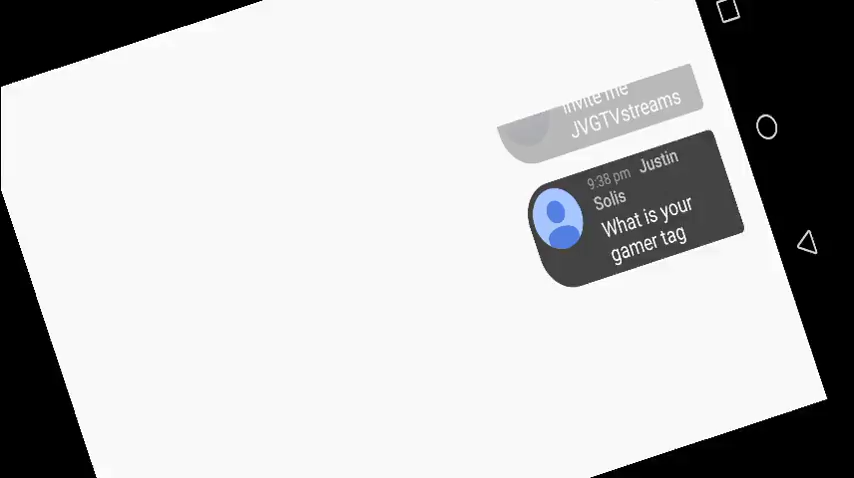 invite me
JVGTVstreams
9:38 pm Justin
Solis
What is your
gamer tag